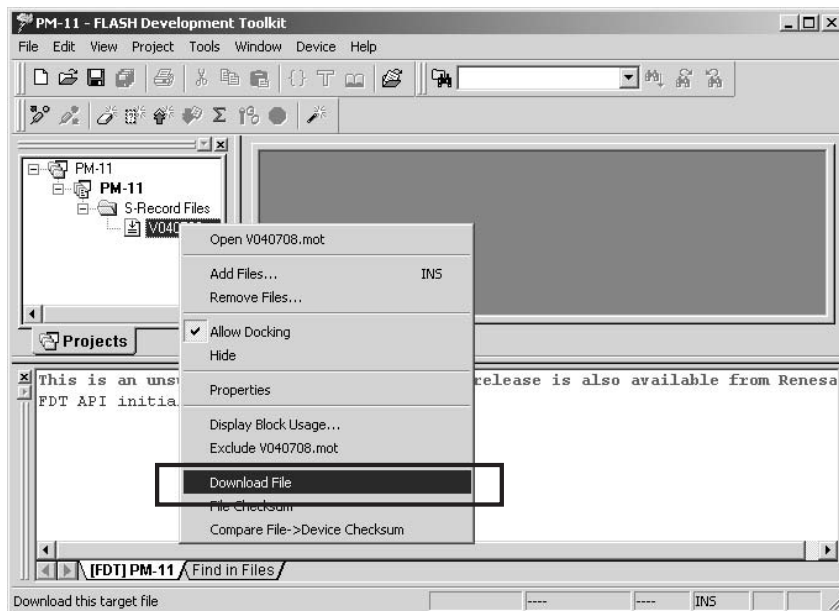 PM-11 - FLASH Development Toolkit
File Edit View Project Tools Window Device Help
PM-11
PM-11
S-Record Files
V040
Open V040708.mot
Add Files... INS
Remove Files...
Allow Docking
Hide
Properties
Display Block Usage...
Exclude V040708.mot
Download File
File Checksum
Compare File->Device Checksum
Projects
This is an uns release is also available from Renesa
FDT API initia
[FDT] PM-11 Find in Files
Download this target file ---- ---- INS